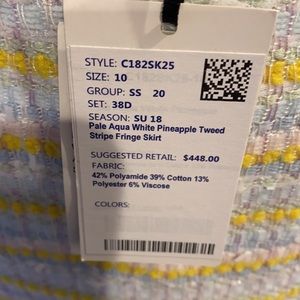 STYLE: C182SK25
SIZE: 10
GROUP: SS 20
SET: 38D
SEASON: SU 18
Pale Aqua White Pineapple Tweed
Stripe Fringe Skirt
SUGGESTED RETAIL: $448.00
FABRIC:
42% Polyamide 39% Cotton 13%
Polyester 6% Viscose
COLORS: